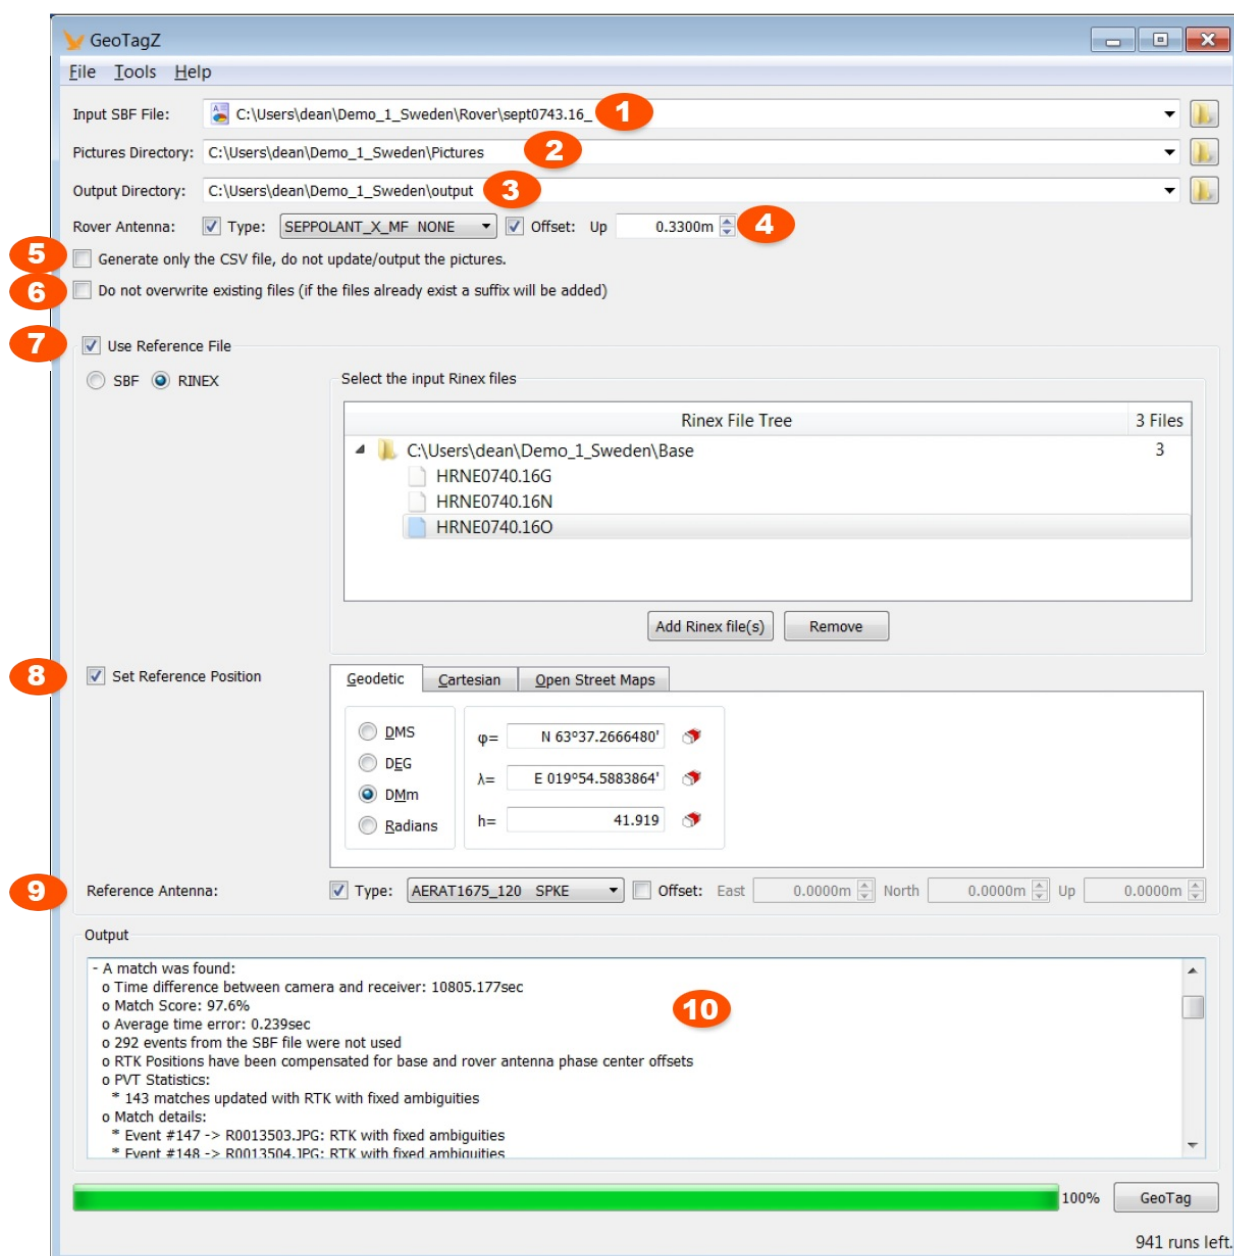 GeoTagZ
File Tools Help
Input SBF File: C:\Users\dean\Demo_1_Sweden\Rover\sept0743.16_ 1
Pictures Directory: C:\Users\dean\Demo_1_Sweden\Pictures 2
Output Directory: C:\Users\dean\Demo_1_Sweden\output 3
Rover Antenna: Type: SEPPOLANT_X_MF NONE Offset: Up 0.3300m 4
5 Generate only the CSV file, do not update/output the pictures.
6 Do not overwrite existing files (if the files already exist a suffix will be added)
7 Use Reference File
SBF RINEX Select the input Rinex files
Rinex File Tree 3 Files
C:\Users\dean\Demo_1_Sweden\Base 3
HRNE0740.16G
HRNE0740.16N
HRNE0740.16O
Add Rinex file(s) Remove
8 Set Reference Position Geodetic Cartesian Open Street Maps
DMS φ= N 63º37.2666480'
DEG λ= E 019º54.5883864'
DMm
Radians h= 41.919
9 Reference Antenna: Type: AERAT1675_120 SPKE Offset: East 0.0000m North 0.0000m Up 0.0000m
Output
- A match was found:
o Time difference between camera and receiver: 10805.177sec
o Match Score: 97.6% 10
o Average time error: 0.239sec
o 292 events from the SBF file were not used
o RTK Positions have been compensated for base and rover antenna phase center offsets
o PVT Statistics:
* 143 matches updated with RTK with fixed ambiguities
o Match details:
* Event #147 -> R0013503.JPG: RTK with fixed ambiguities
* Event #148 -> R0013504.JPG: RTK with fixed ambiguities
100% GeoTag
941 runs left.